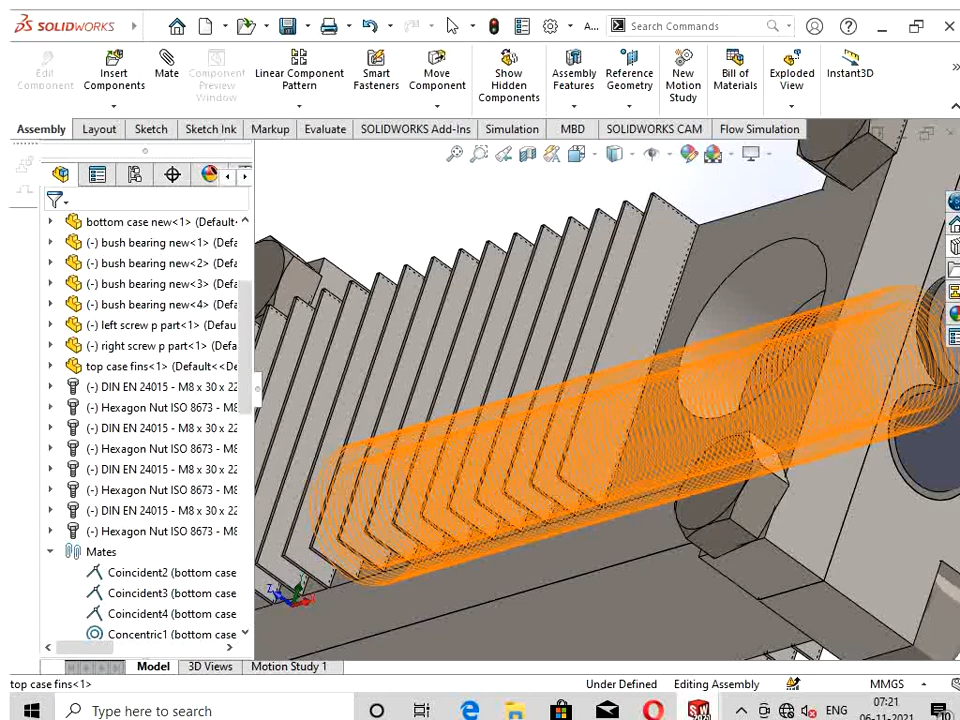 SOLIDWORKS
A...
Search Commands
Edit Component
Insert Components
Mate
Component Preview Window
Linear Component Pattern
Smart Fasteners
Move Component
Show Hidden Components
Assembly Features
Reference Geometry
New Motion Study
Bill of Materials
Exploded View
Instant3D
Assembly
Layout
Sketch
Sketch Ink
Markup
Evaluate
SOLIDWORKS Add-Ins
Simulation
MBD
SOLIDWORKS CAM
Flow Simulation
bottom case new<1> (Default
(-) bush bearing new<1> (Defa
(-) bush bearing new<2> (Defa
(-) bush bearing new<3> (Defa
(-) bush bearing new<4> (Defa
(-) left screw p part<1> (Defau
(-) right screw p part<1> (Defa
top case fins<1> (Default<<De
(-) DIN EN 24015 - M8 x 30 x 22
(-) Hexagon Nut ISO 8673 - M8
(-) DIN EN 24015 - M8 x 30 x 22
(-) Hexagon Nut ISO 8673 - M8
(-) DIN EN 24015 - M8 x 30 x 22
(-) Hexagon Nut ISO 8673 - M8
(-) DIN EN 24015 - M8 x 30 x 22
(-) Hexagon Nut ISO 8673 - M8
Mates
Coincident2 (bottom case
Coincident3 (bottom case
Coincident4 (bottom case
Concentric1 (bottom case
Z
Model
3D Views
Motion Study 1
top case fins<1>
Under Defined
Editing Assembly
MMGS
Type here to search
ENG
07:21
06-11-2021